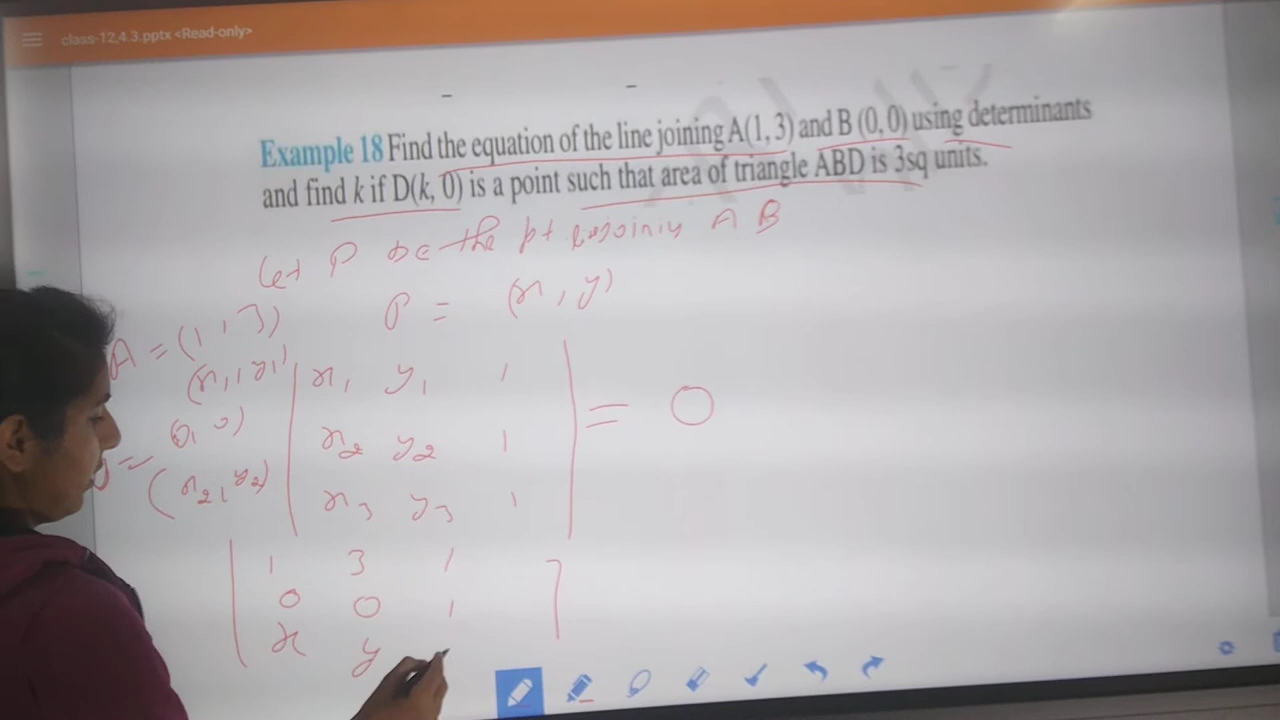 class-12,4.3.pptx <Read-only>
Example 18 Find the equation of the line joining A(1, 3) and B (0, 0) using determinants
and find k if D(k, 0) is a point such that area of triangle ABD is 3sq units.
Let P be the pt joining A B
A = (1, 3) P = (x, y)
(x1, y1) | x1 y1 1 |
0, 0) x2 y2 1 = 0
(x2, y2) x3 y3 1
| 1 3 1
0 0 1
x y